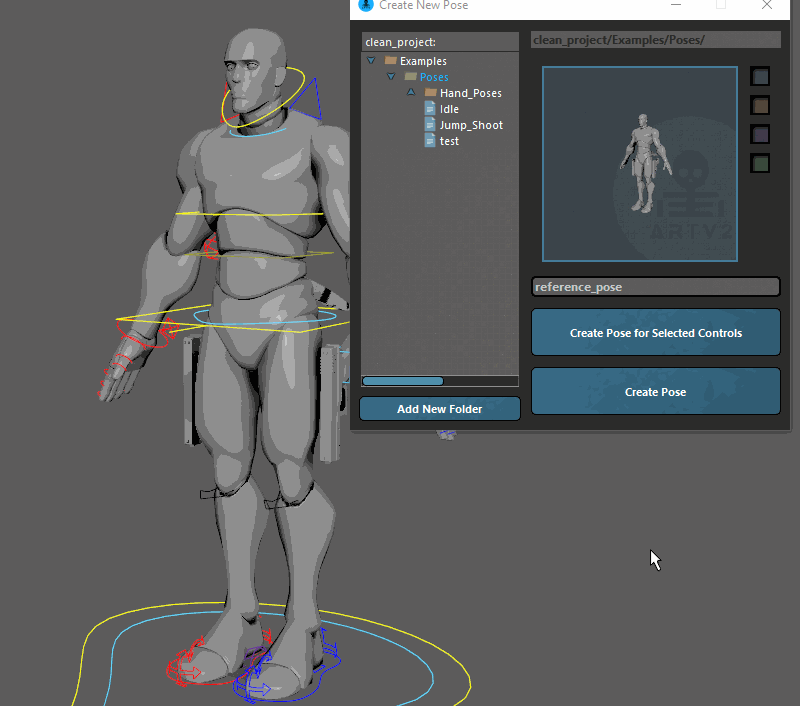 Create New Pose
clean_project:
clean_project/Examples/Poses/
Examples
Poses
Hand_Poses
Idle
Jump_Shoot
test
ARTV2
reference_pose
Create Pose for Selected Controls
Create Pose
Add New Folder